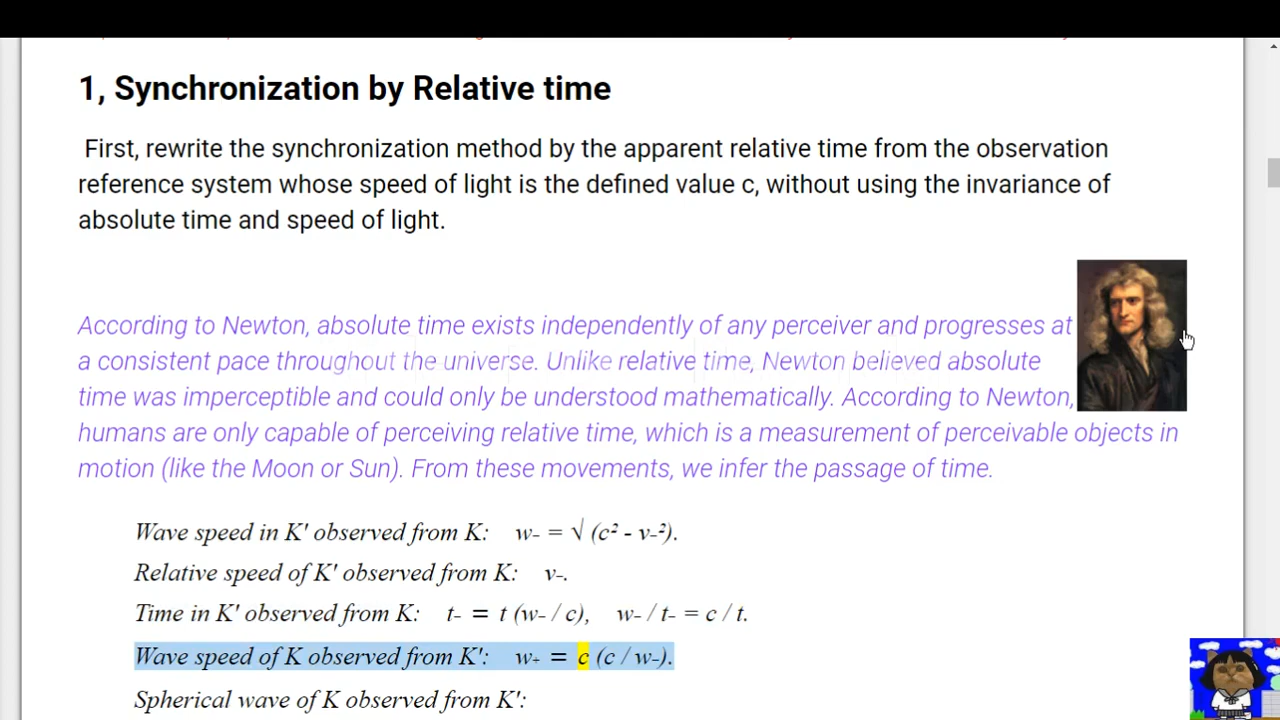 1, Synchronization by Relative time
First, rewrite the synchronization method by the apparent relative time from the observation
reference system whose speed of light is the defined value c, without using the invariance of
absolute time and speed of light.
According to Newton, absolute time exists independently of any perceiver and progresses at
a consistent pace throughout the universe. Unlike relative time, Newton believed absolute
time was imperceptible and could only be understood mathematically. According to Newton,
humans are only capable of perceiving relative time, which is a measurement of perceivable objects in
motion (like the Moon or Sun). From these movements, we infer the passage of time.
Wave speed in K' observed from K: w₋ = √ (c² - v₋²).
Relative speed of K' observed from K: v₋.
Time in K' observed from K: t₋ = t (w₋ / c), w₋ / t₋ = c / t.
Wave speed of K observed from K': w₊ = c (c / w₋).
Spherical wave of K observed from K':